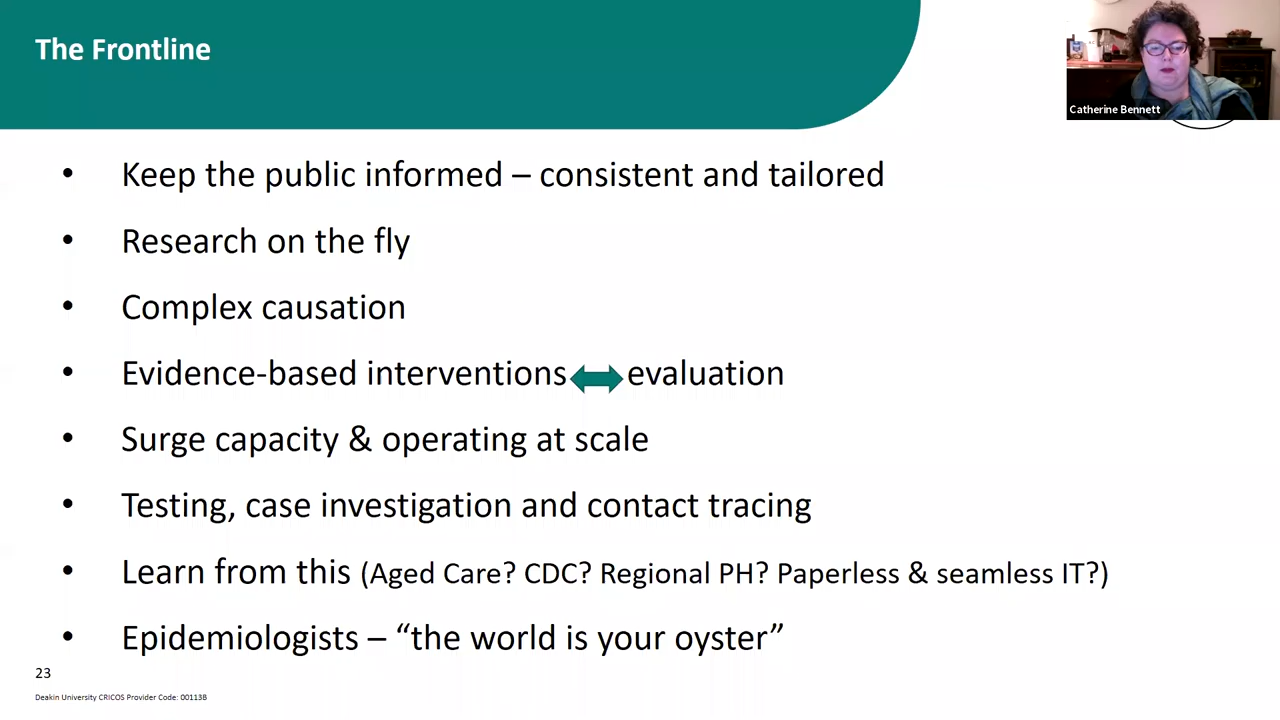 The Frontline
Catherine Bennett
• Keep the public informed – consistent and tailored
• Research on the fly
• Complex causation
• Evidence-based interventions evaluation
• Surge capacity & operating at scale
• Testing, case investigation and contact tracing
• Learn from this (Aged Care? CDC? Regional PH? Paperless & seamless IT?)
• Epidemiologists – “the world is your oyster”
23
Deakin University CRICOS Provider Code: 00113B